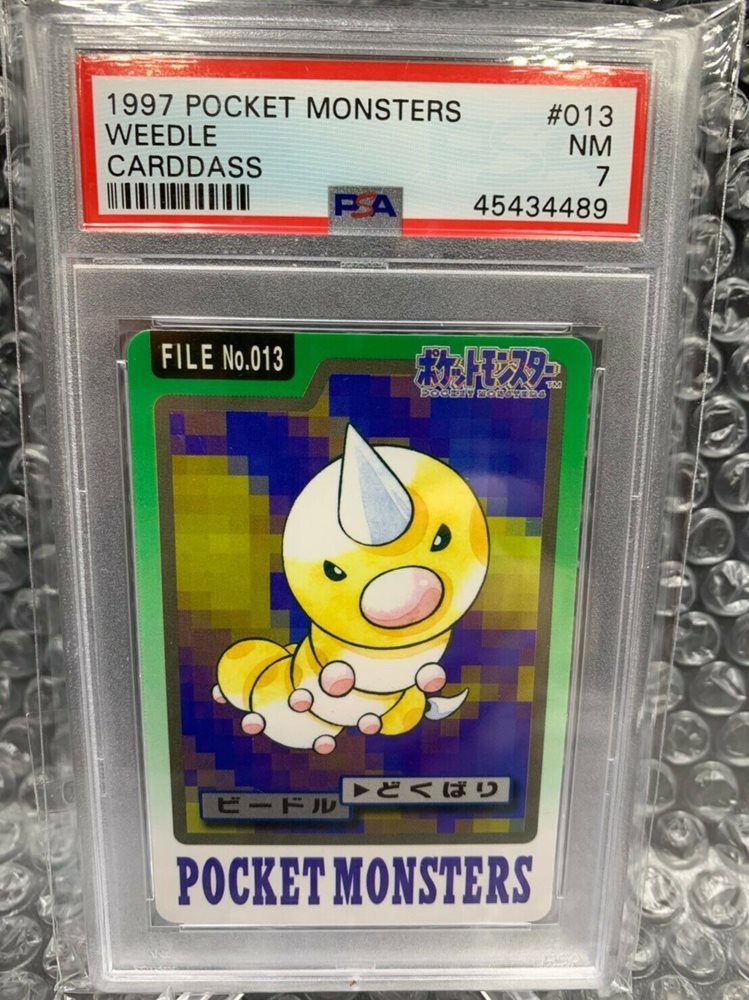 1997 POCKET MONSTERS #013
WEEDLE NM
CARDDASS 7
PSA 45434489
FILE No.013
ポケットモンスター TM
POCKET MONSTERS
▶どくばり
ビードル
POCKET MONSTERS